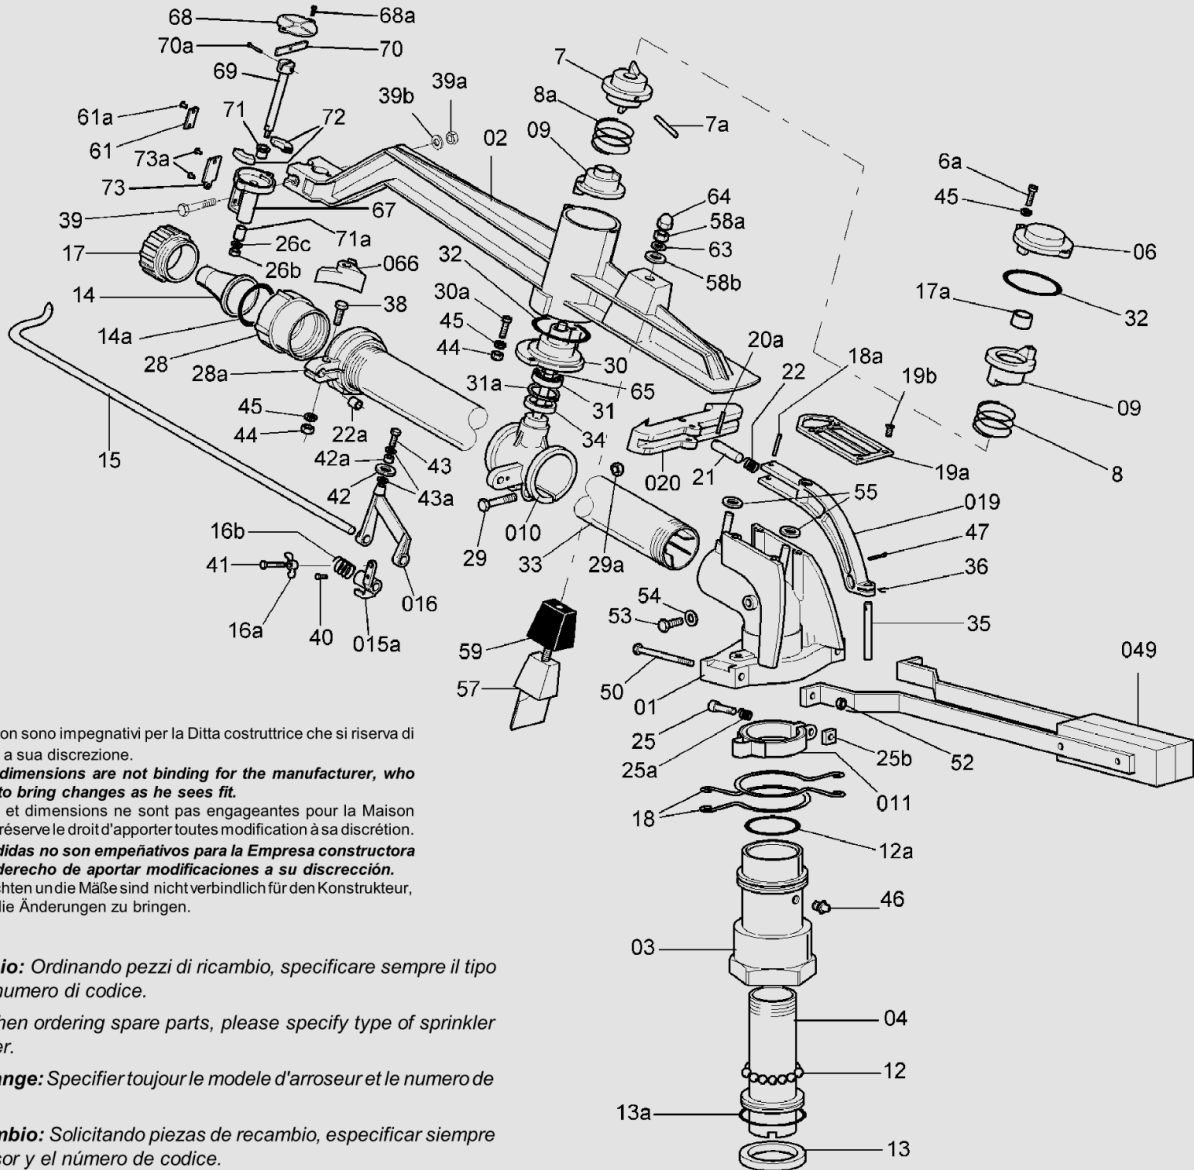 68
68a
70a
70
69
7
39a
39b
8a
61a
71
72
7a
61
02
09
6a
73a
64
45
73
58a
39
67
63
06
17
71a
58b
26c
066
32
17a
26b
38
30a
32
14
45
20a
18a
14a
44
30
22
19b
28
65
28a
31a
31
09
45
22a
34
44
43
21
19a
8
15
42a
020
55
42
43a
019
16b
29
010
33
29a
47
41
36
016
54
16a
40
015a
53
35
59
049
57
50
01
25
25b
52
25a
011
18
12a
46
03
04
12
13a
13
on sono impegnativi per la Ditta costruttrice che si riserva di
a sua discrezione.
dimensions are not binding for the manufacturer, who
to bring changes as he sees fit.
et dimensions ne sont pas engageantes pour la Maison
réserve le droit d'apporter toutes modification à sa discrétion.
didas no son empeñativos para la Empresa constructora
derecho de aportar modificaciones a su discrección.
chten un die Mäße sind nicht verbindlich für den Konstrukteur,
die Änderungen zu bringen.
io: Ordinando pezzi di ricambio, specificare sempre il tipo
numero di codice.
hen ordering spare parts, please specify type of sprinkler
er.
ange: Specifier toujour le modele d'arroseur et le numero de
mbio: Solicitando piezas de recambio, especificar siempre
sor y el número de codice.